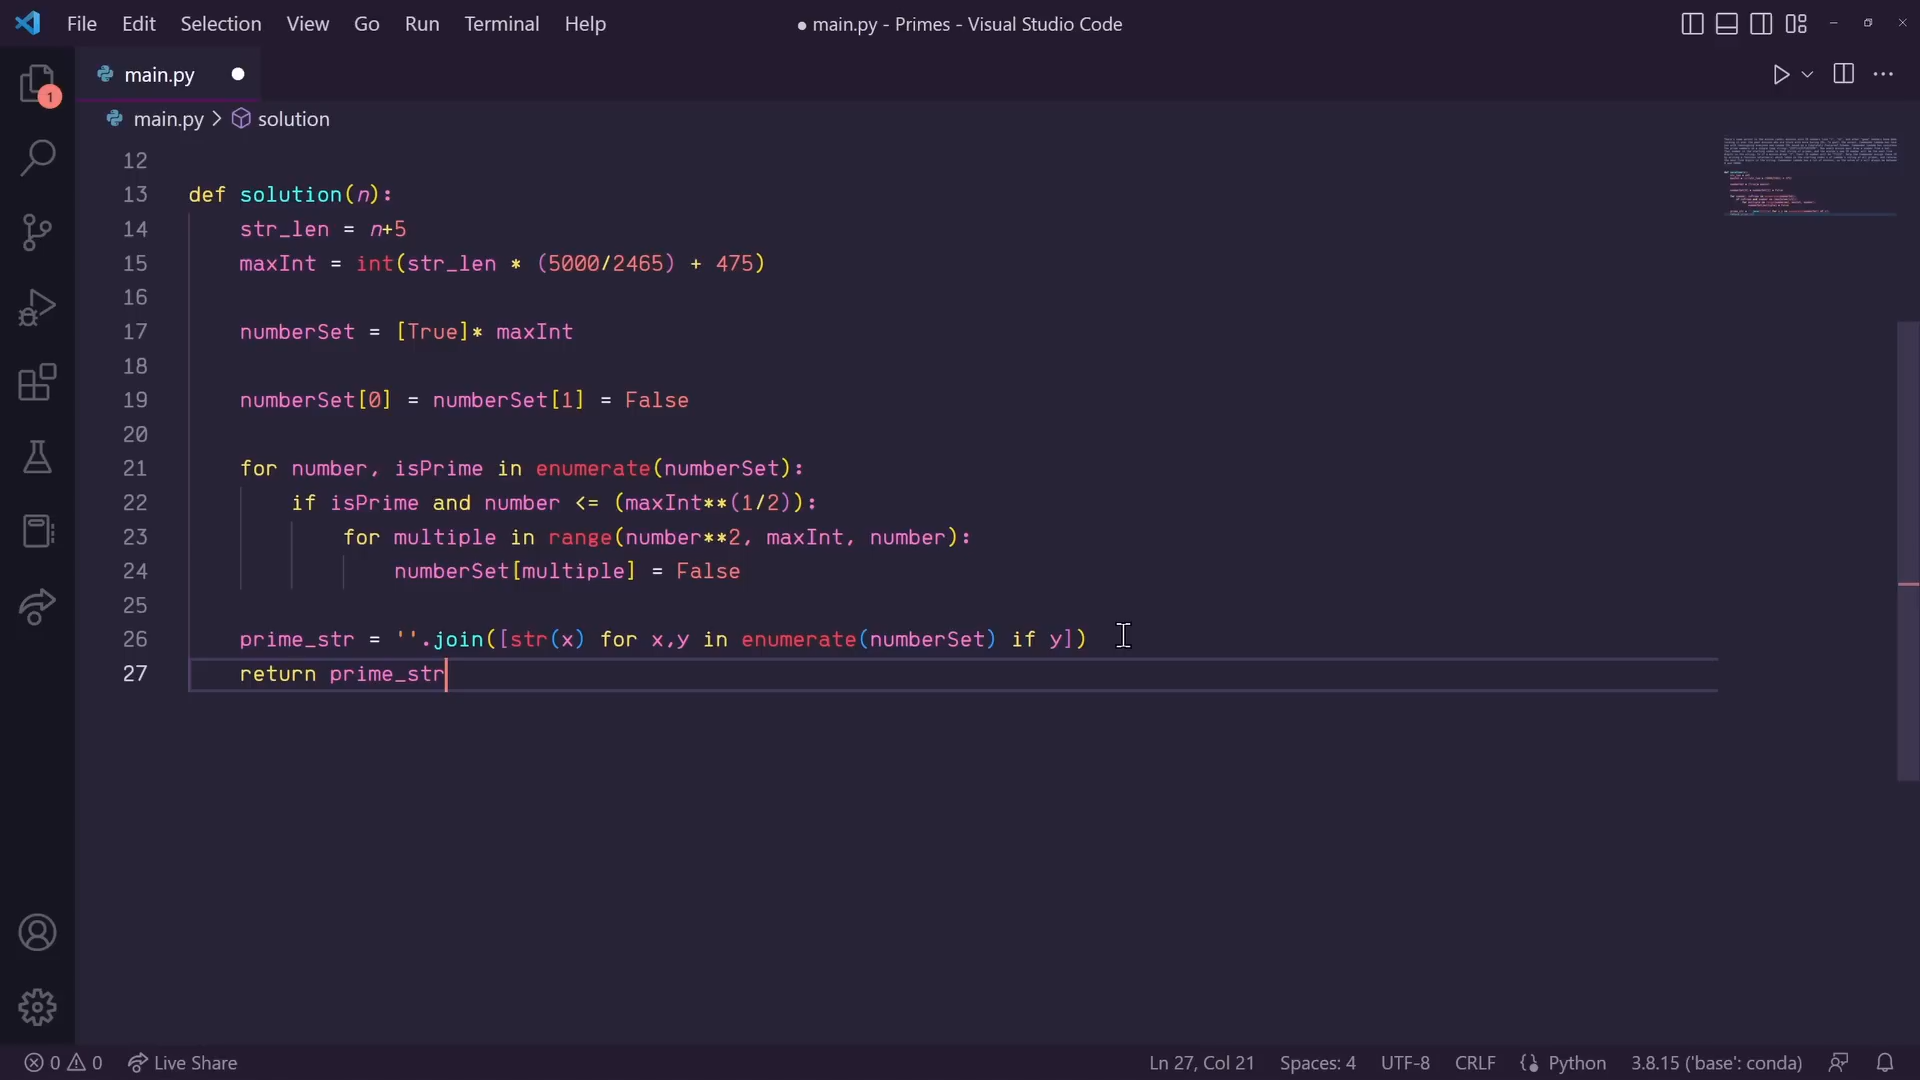 File Edit Selection View Go Run Terminal Help
● main.py - Primes - Visual Studio Code
1
main.py
main.py > solution
12
13 def solution(n):
14 str_len = n+5
15 maxInt = int(str_len * (5000/2465) + 475)
16
17 numberSet = [True]* maxInt
18
19 numberSet[0] = numberSet[1] = False
20
21 for number, isPrime in enumerate(numberSet):
22 if isPrime and number <= (maxInt**(1/2)):
23 for multiple in range(number**2, maxInt, number):
24 numberSet[multiple] = False
25
26 prime_str = ''.join([str(x) for x,y in enumerate(numberSet) if y])
27 return prime_str
0 0 Live Share
Ln 27, Col 21 Spaces: 4 UTF-8 CRLF Python 3.8.15 ('base': conda)